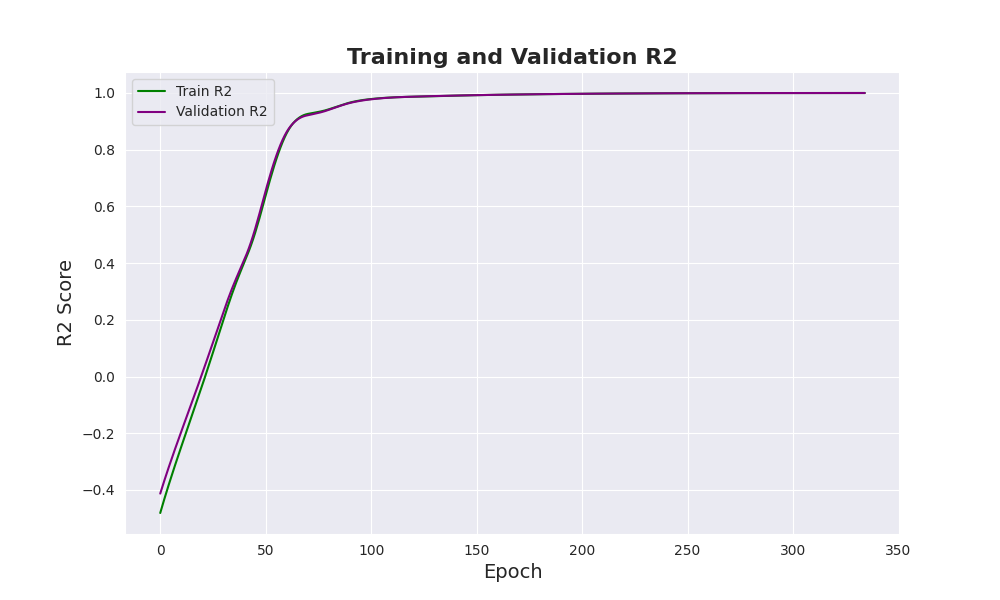 Training and Validation R2
Train R2
Validation R2
1.0
0.8
0.6
0.4
0.2
0.0
−0.2
−0.4
R2 Score
0 50 100 150 200 250 300 350
Epoch